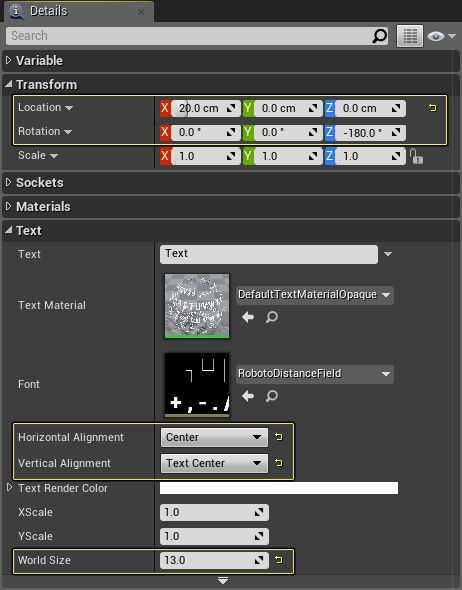 Details
Search
Variable
Transform
Location X 20.0 cm Y 0.0 cm Z 0.0 cm
Rotation X 0.0 ° Y 0.0 ° Z -180.0 °
Scale X 1.0 Y 1.0 Z 1.0
Sockets
Materials
Text
Text Text
Text Material DefaultTextMaterialOpaque
Font RobotoDistanceField
+,-./
Horizontal Alignment Center
Vertical Alignment Text Center
Text Render Color
XScale 1.0
YScale 1.0
World Size 13.0